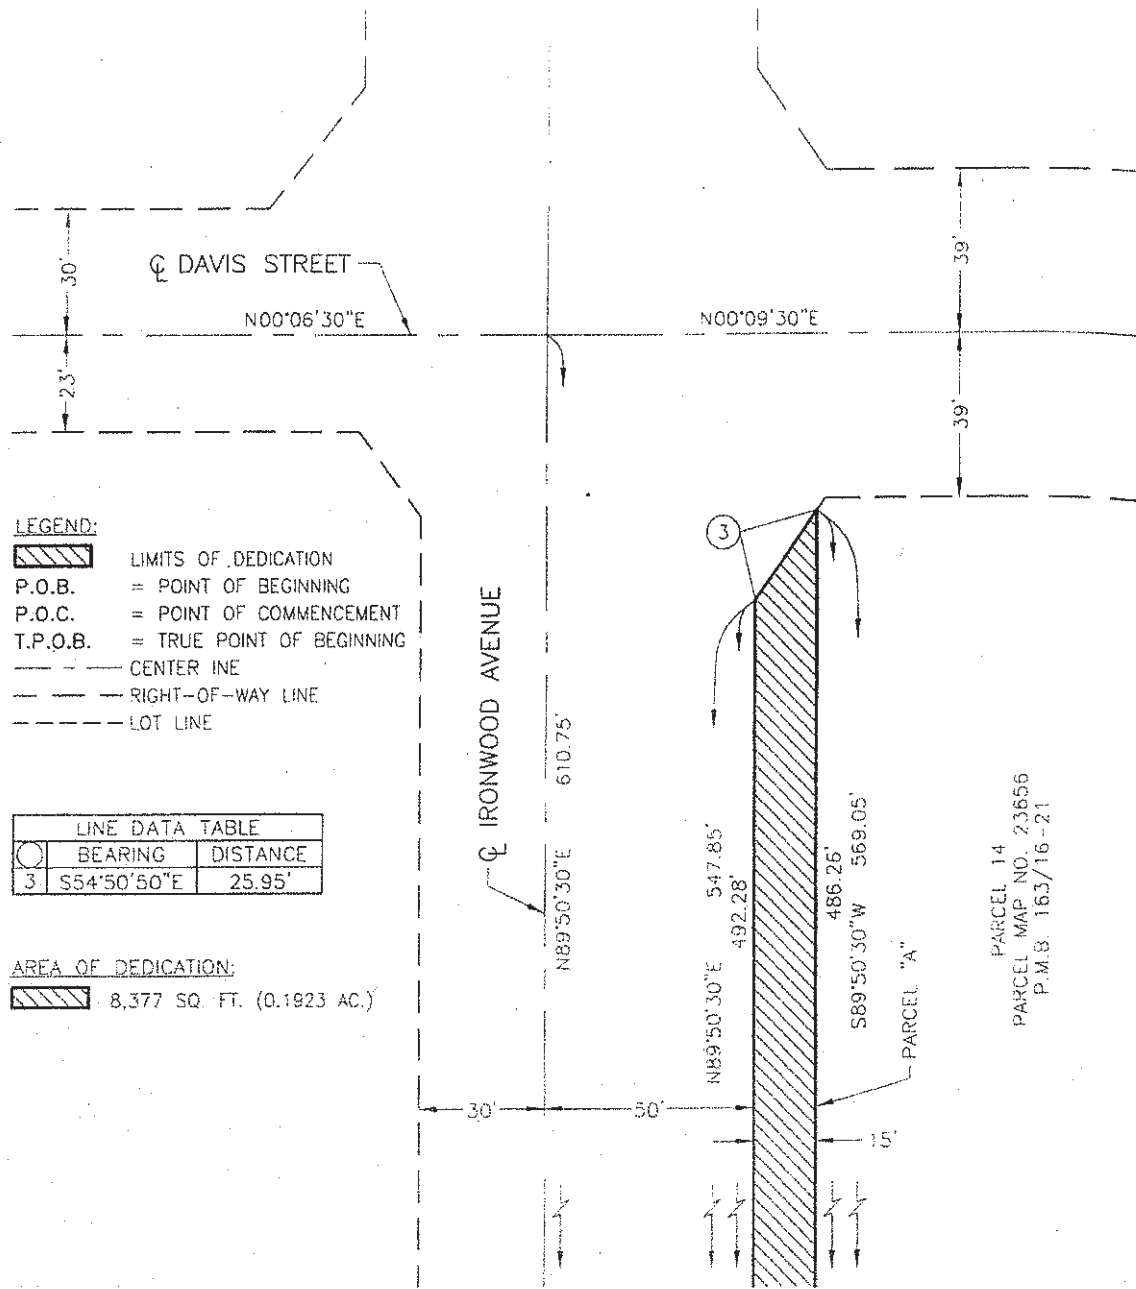 30'
℄ DAVIS STREET
N00°06'30"E
N00°09'30"E
39'
23'
39'
LEGEND:
LIMITS OF DEDICATION
P.O.B. = POINT OF BEGINNING
P.O.C. = POINT OF COMMENCEMENT
T.P.O.B. = TRUE POINT OF BEGINNING
CENTER INE
RIGHT-OF-WAY LINE
LOT LINE
3
℄ IRONWOOD AVENUE
N89°50'30"E 610.75'
LINE DATA TABLE
BEARING DISTANCE
3 S54°50'50"E 25.95'
AREA OF DEDICATION:
8,377 SQ. FT. (0.1923 AC.)
N89°50'30"E 547.85'
492.28'
486.26'
S89°50'30"W 569.05'
PARCEL "A"
PARCEL 14
PARCEL MAP NO. 23656
P.M.B. 163/16-21
30'
50'
15'